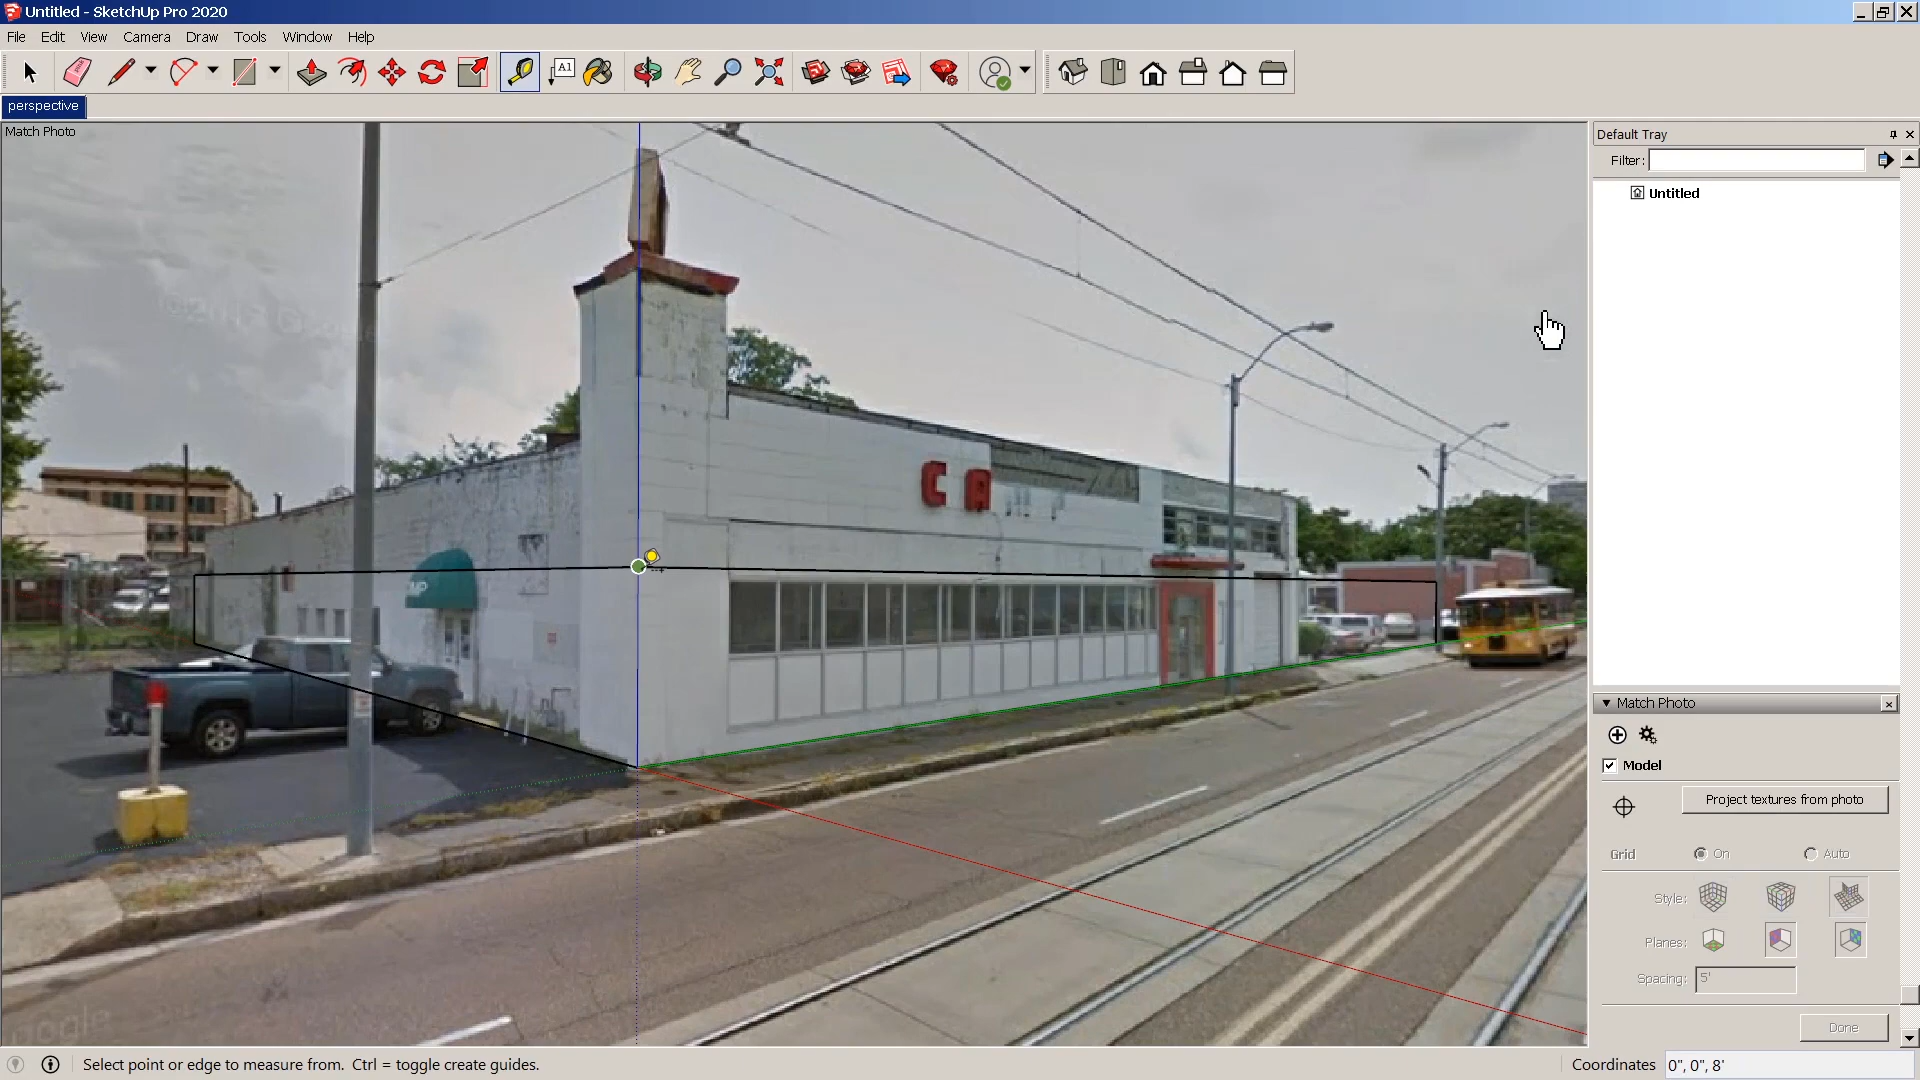 Untitled - SketchUp Pro 2020
File Edit View Camera Draw Tools Window Help
A1
perspective
Match Photo
Default Tray
Filter:
Untitled
C A
Match Photo
Model
Project textures from photo
Grid On Auto
Style:
Planes:
Spacing: 5'
Done
Select point or edge to measure from. Ctrl = toggle create guides.
Coordinates 0", 0", 8'